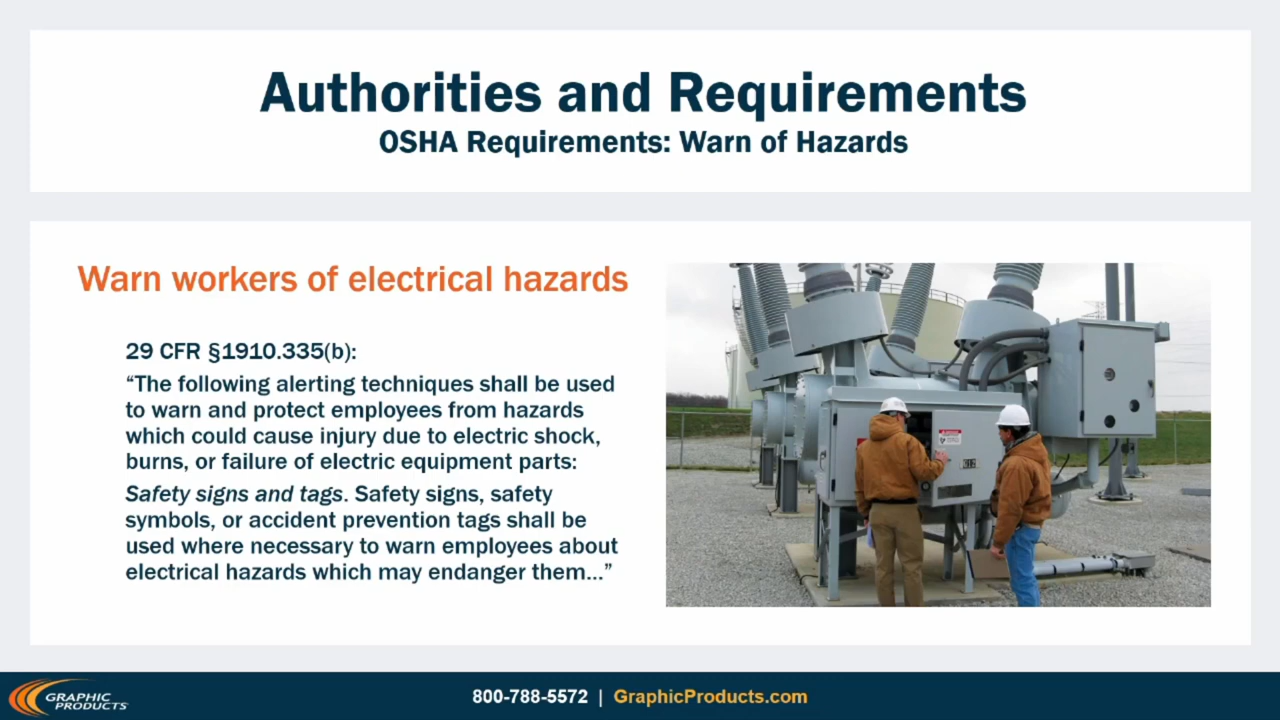 Authorities and Requirements
OSHA Requirements: Warn of Hazards
Warn workers of electrical hazards
29 CFR §1910.335(b):
“The following alerting techniques shall be used
to warn and protect employees from hazards
which could cause injury due to electric shock,
burns, or failure of electric equipment parts:
Safety signs and tags. Safety signs, safety
symbols, or accident prevention tags shall be
used where necessary to warn employees about
electrical hazards which may endanger them...”
GRAPHIC
PRODUCTS
800-788-5572 | GraphicProducts.com